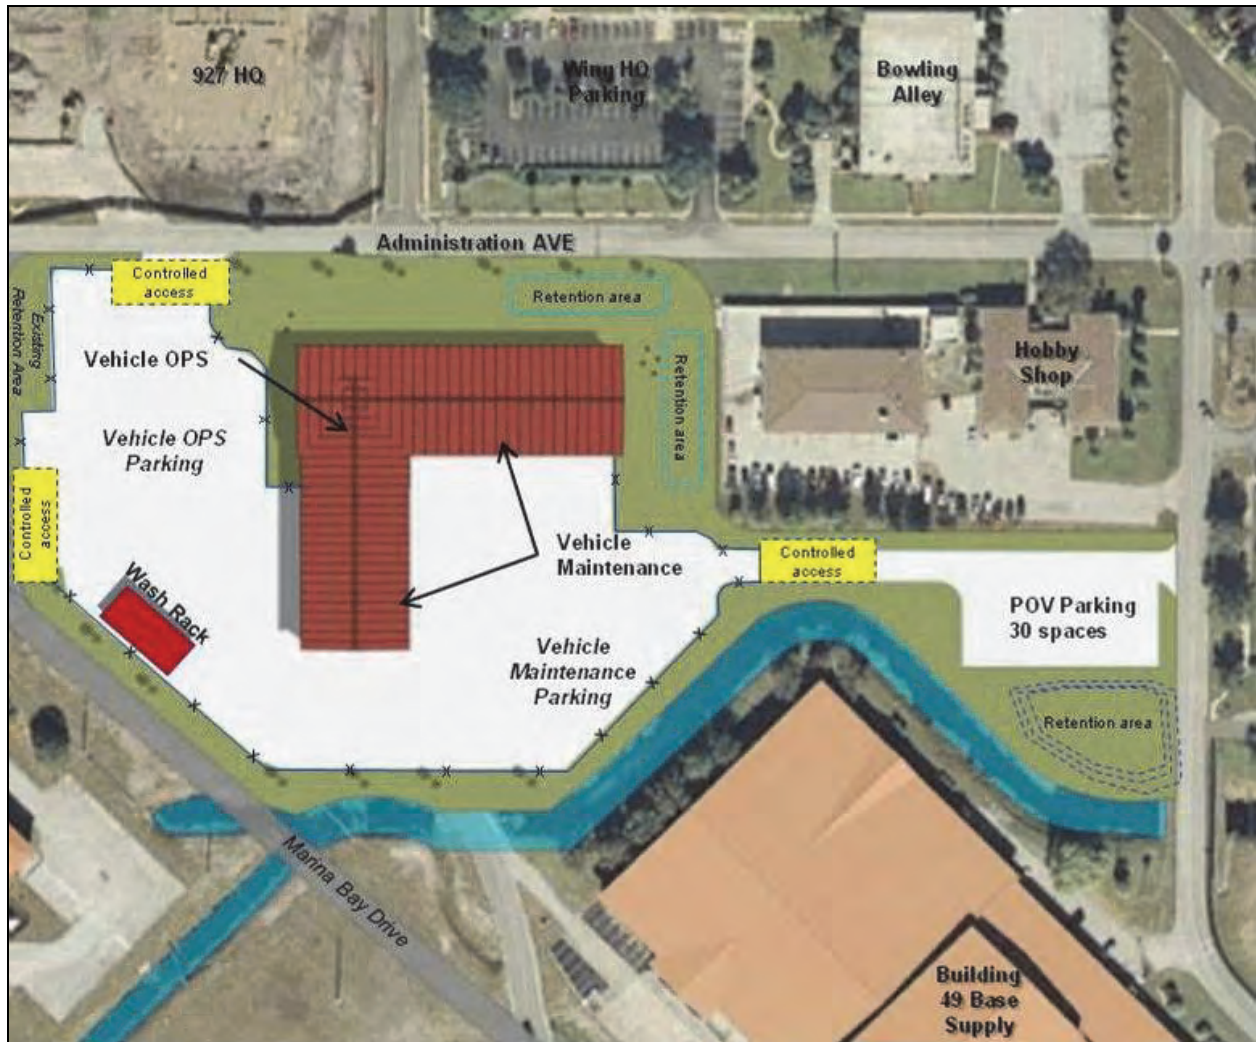 927 HQ
Wing HQ
Parking
Bowling
Alley
Administration AVE
Controlled
access
Retention area
Existing
Retention Area
Vehicle OPS
Retention area
Hobby
Shop
Vehicle OPS
Parking
Controlled
access
Vehicle
Maintenance
Controlled
access
Wash Rack
POV Parking
30 spaces
Vehicle
Maintenance
Parking
Retention area
Marina Bay Drive
Building
49 Base
Supply